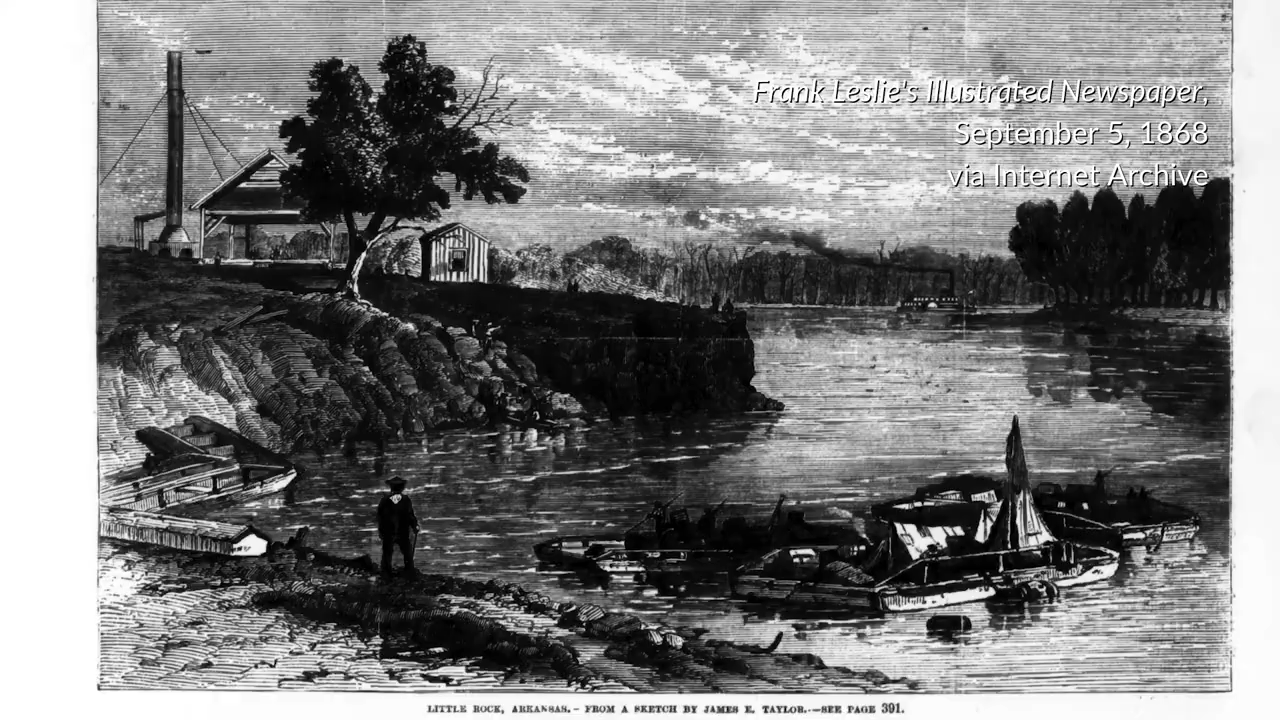 Frank Leslie's Illustrated Newspaper,
September 5, 1868
via Internet Archive
LITTLE ROCK, ARKANSAS.- FROM A SKETCH BY JAMES E. TAYLOR.—SEE PAGE 391.